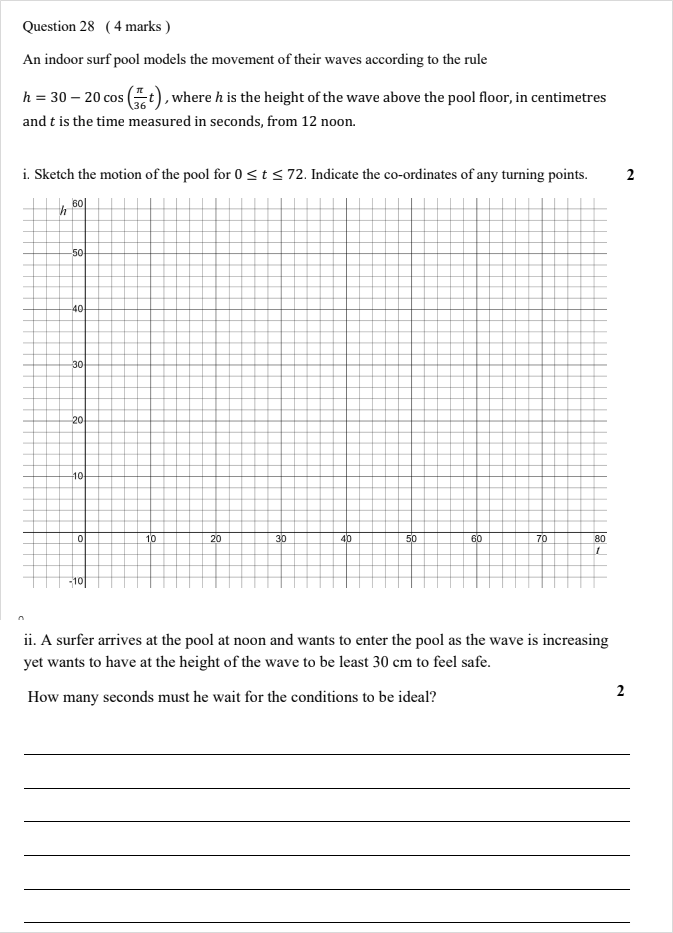 Question 28 ( 4 marks )
An indoor surf pool models the movement of their waves according to the rule
h = 30 − 20 cos (π/36 t) , where h is the height of the wave above the pool floor, in centimetres
and t is the time measured in seconds, from 12 noon.
i. Sketch the motion of the pool for 0 ≤ t ≤ 72. Indicate the co-ordinates of any turning points. 2
h 60
50
40
30
20
10
0 10 20 30 40 50 60 70 80
t
-10
ii. A surfer arrives at the pool at noon and wants to enter the pool as the wave is increasing
yet wants to have at the height of the wave to be least 30 cm to feel safe.
How many seconds must he wait for the conditions to be ideal? 2